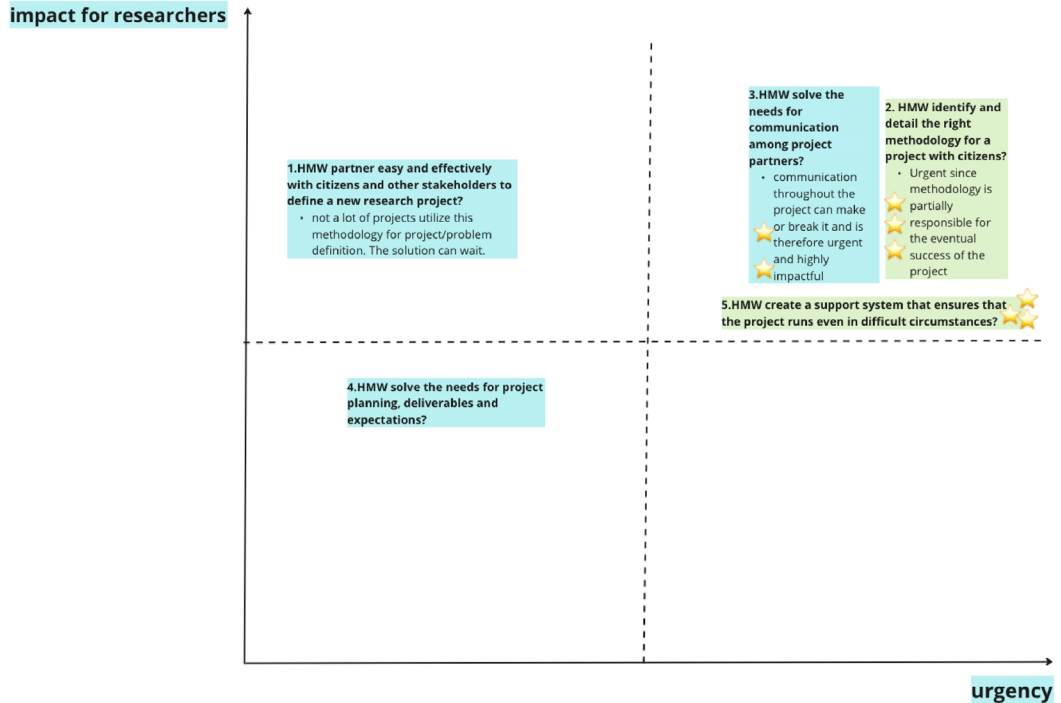 impact for researchers
3.HMW solve the
needs for
communication
among project
partners?
• communication
throughout the
project can make
or break it and is
therefore urgent
and highly
impactful
2. HMW identify and
detail the right
methodology for a
project with citizens?
• Urgent since
methodology is
partially
responsible for
the eventual
success of the
project
1.HMW partner easy and effectively
with citizens and other stakeholders to
define a new research project?
• not a lot of projects utilize this
methodology for project/problem
definition. The solution can wait.
5.HMW create a support system that ensures that
the project runs even in difficult circumstances?
4.HMW solve the needs for project
planning, deliverables and
expectations?
urgency